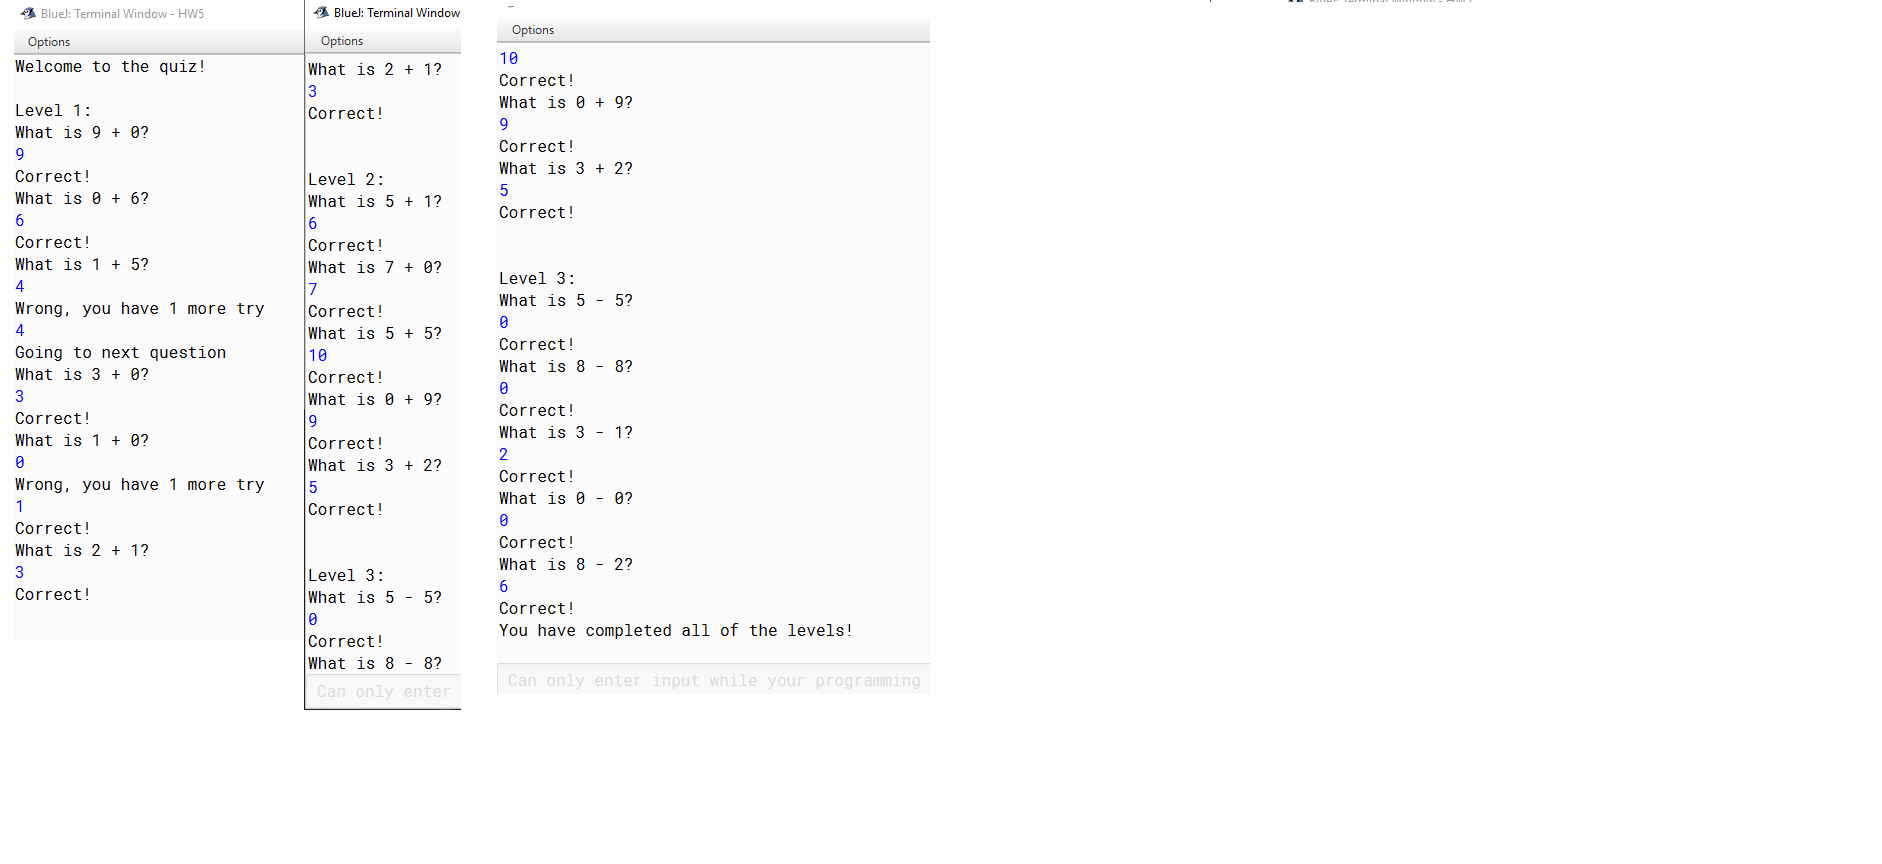 BlueJ: Terminal Window - HW5
Options
Welcome to the quiz!
Level 1:
What is 9 + 0?
9
Correct!
What is 0 + 6?
6
Correct!
What is 1 + 5?
4
Wrong, you have 1 more try
4
Going to next question
What is 3 + 0?
3
Correct!
What is 1 + 0?
0
Wrong, you have 1 more try
1
Correct!
What is 2 + 1?
3
Correct!
BlueJ: Terminal Window
Options
What is 2 + 1?
3
Correct!
Level 2:
What is 5 + 1?
6
Correct!
What is 7 + 0?
7
Correct!
What is 5 + 5?
10
Correct!
What is 0 + 9?
9
Correct!
What is 3 + 2?
5
Correct!
Level 3:
What is 5 - 5?
0
Correct!
What is 8 - 8?
Can only enter
Options
10
Correct!
What is 0 + 9?
9
Correct!
What is 3 + 2?
5
Correct!
Level 3:
What is 5 - 5?
0
Correct!
What is 8 - 8?
0
Correct!
What is 3 - 1?
2
Correct!
What is 0 - 0?
0
Correct!
What is 8 - 2?
6
Correct!
You have completed all of the levels!
Can only enter input while your programming